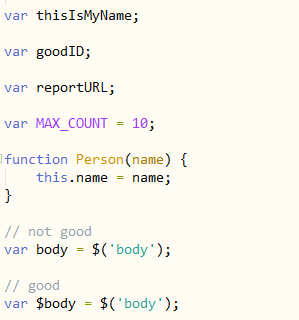 var thisIsMyName;
var goodID;
var reportURL;
var MAX_COUNT = 10;
function Person(name) {
    this.name = name;
}
// not good
var body = $('body');
// good
var $body = $('body');